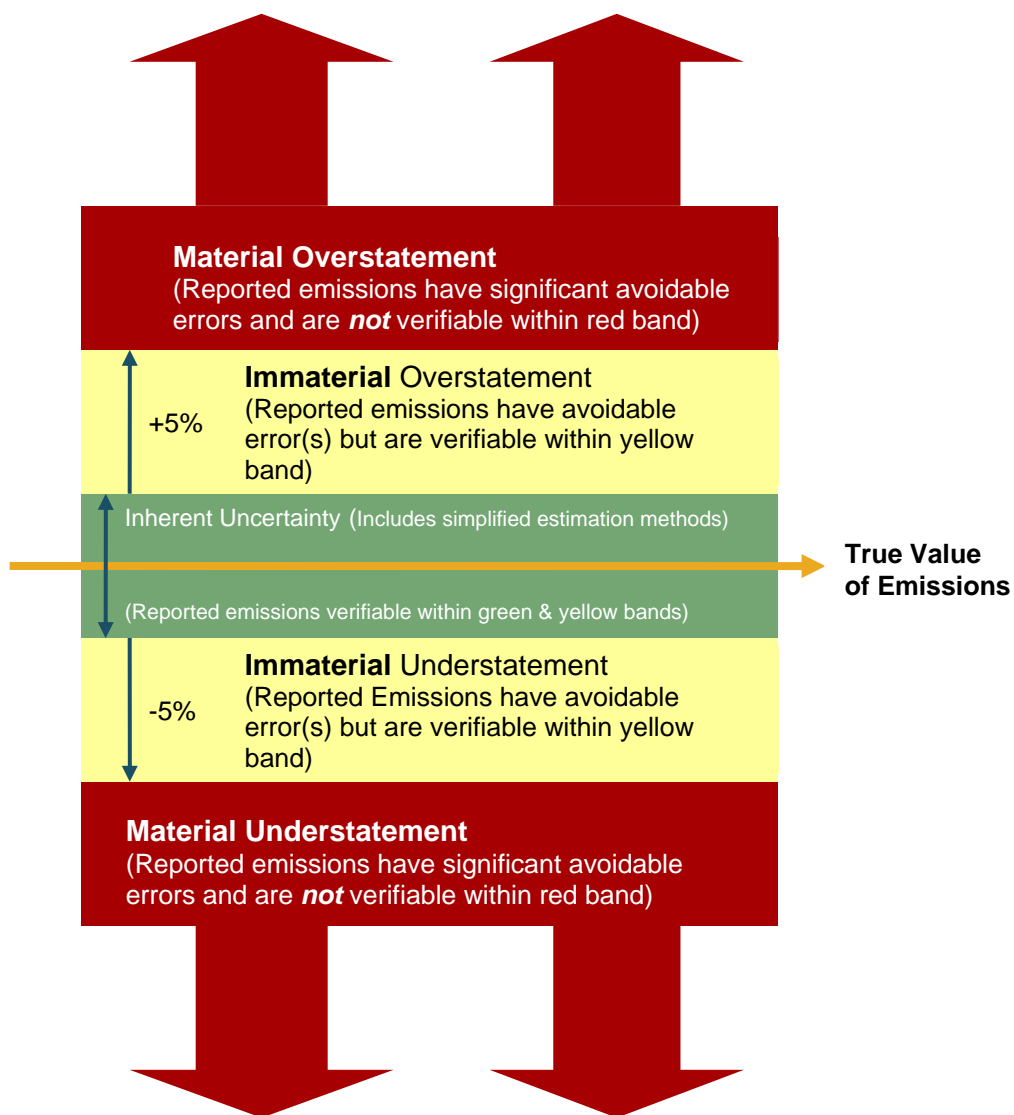 Material Overstatement
(Reported emissions have significant avoidable
errors and are not verifiable within red band)
Immaterial Overstatement
(Reported emissions have avoidable
error(s) but are verifiable within yellow
band)
+5%
Inherent Uncertainty (Includes simplified estimation methods)
True Value
of Emissions
(Reported emissions verifiable within green & yellow bands)
Immaterial Understatement
(Reported Emissions have avoidable
error(s) but are verifiable within yellow
band)
-5%
Material Understatement
(Reported emissions have significant avoidable
errors and are not verifiable within red band)